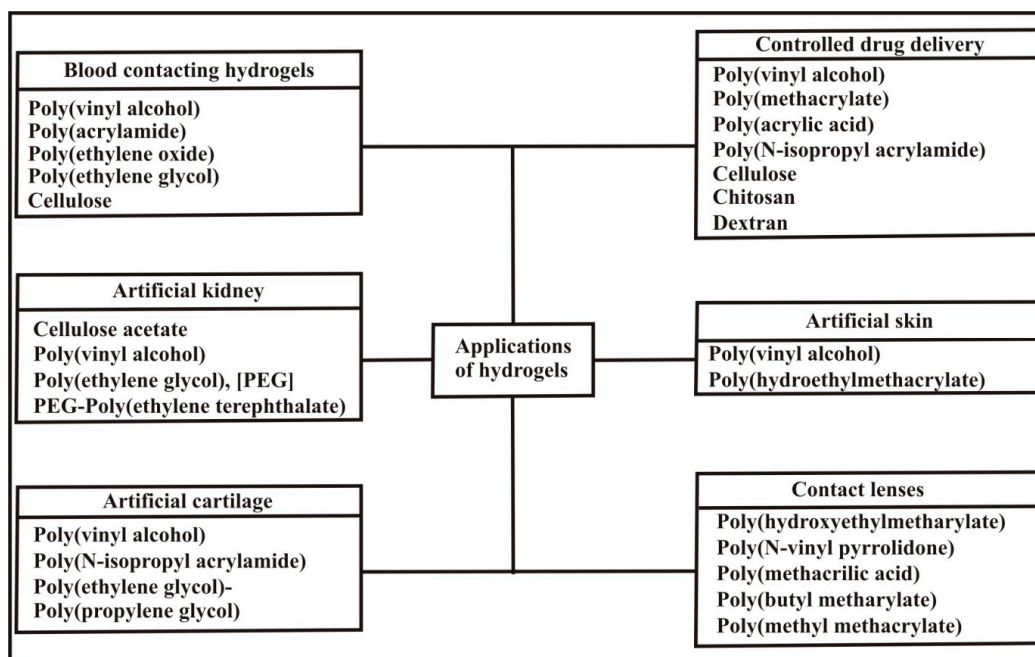 Blood contacting hydrogels
Poly(vinyl alcohol)
Poly(acrylamide)
Poly(ethylene oxide)
Poly(ethylene glycol)
Cellulose
Controlled drug delivery
Poly(vinyl alcohol)
Poly(methacrylate)
Poly(acrylic acid)
Poly(N-isopropyl acrylamide)
Cellulose
Chitosan
Dextran
Artificial kidney
Cellulose acetate
Poly(vinyl alcohol)
Poly(ethylene glycol), [PEG]
PEG-Poly(ethylene terephthalate)
Applications
of hydrogels
Artificial skin
Poly(vinyl alcohol)
Poly(hydroethylmethacrylate)
Artificial cartilage
Poly(vinyl alcohol)
Poly(N-isopropyl acrylamide)
Poly(ethylene glycol)-
Poly(propylene glycol)
Contact lenses
Poly(hydroxyethylmetharylate)
Poly(N-vinyl pyrrolidone)
Poly(methacrilic acid)
Poly(butyl metharylate)
Poly(methyl methacrylate)